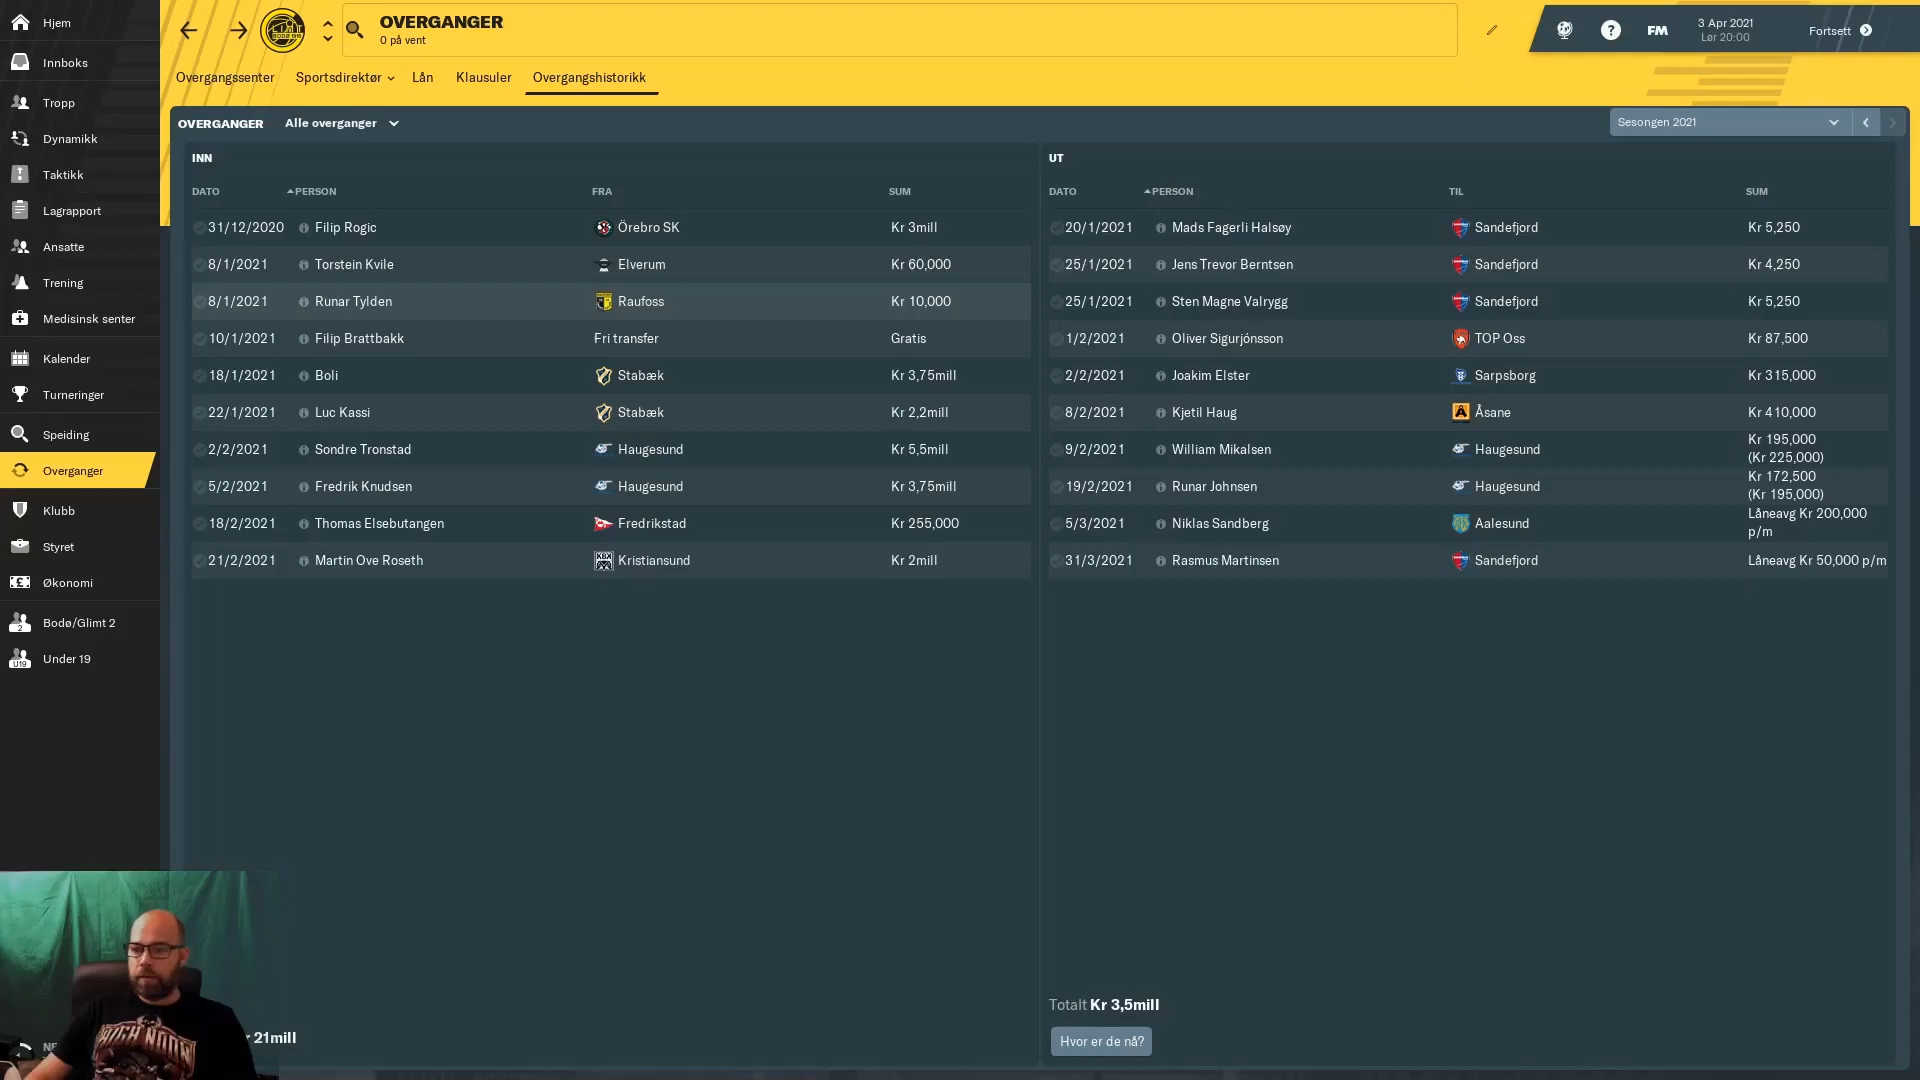 Hjem
Innboks
Tropp
Dynamikk
Taktikk
Lagrapport
Ansatte
Trening
Medisinsk senter
Kalender
Turneringer
Speiding
Overganger
Klubb
Styret
Økonomi
Bodø/Glimt 2
Under 19
OVERGANGER
0 på vent
FM
3 Apr 2021
Lør 20:00
Fortsett
Overgangssenter Sportsdirektør Lån Klausuler Overgangshistorikk
OVERGANGER Alle overganger
Sesongen 2021
INN
DATO PERSON FRA SUM
31/12/2020 Filip Rogic Örebro SK Kr 3mill
8/1/2021 Torstein Kvile Elverum Kr 60,000
8/1/2021 Runar Tylden Raufoss Kr 10,000
10/1/2021 Filip Brattbakk Fri transfer Gratis
18/1/2021 Boli Stabæk Kr 3,75mill
22/1/2021 Luc Kassi Stabæk Kr 2,2mill
2/2/2021 Sondre Tronstad Haugesund Kr 5,5mill
5/2/2021 Fredrik Knudsen Haugesund Kr 3,75mill
18/2/2021 Thomas Elsebutangen Fredrikstad Kr 255,000
21/2/2021 Martin Ove Roseth Kristiansund Kr 2mill
21mill
UT
DATO PERSON TIL SUM
20/1/2021 Mads Fagerli Halsøy Sandefjord Kr 5,250
25/1/2021 Jens Trevor Berntsen Sandefjord Kr 4,250
25/1/2021 Sten Magne Valrygg Sandefjord Kr 5,250
1/2/2021 Oliver Sigurjónsson TOP Oss Kr 87,500
2/2/2021 Joakim Elster Sarpsborg Kr 315,000
8/2/2021 Kjetil Haug Åsane Kr 410,000
9/2/2021 William Mikalsen Haugesund Kr 195,000
(Kr 225,000)
19/2/2021 Runar Johnsen Haugesund Kr 172,500
(Kr 195,000)
5/3/2021 Niklas Sandberg Aalesund Låneavg Kr 200,000
p/m
31/3/2021 Rasmus Martinsen Sandefjord Låneavg Kr 50,000 p/m
Totalt Kr 3,5mill
Hvor er de nå?
HIGH NOON